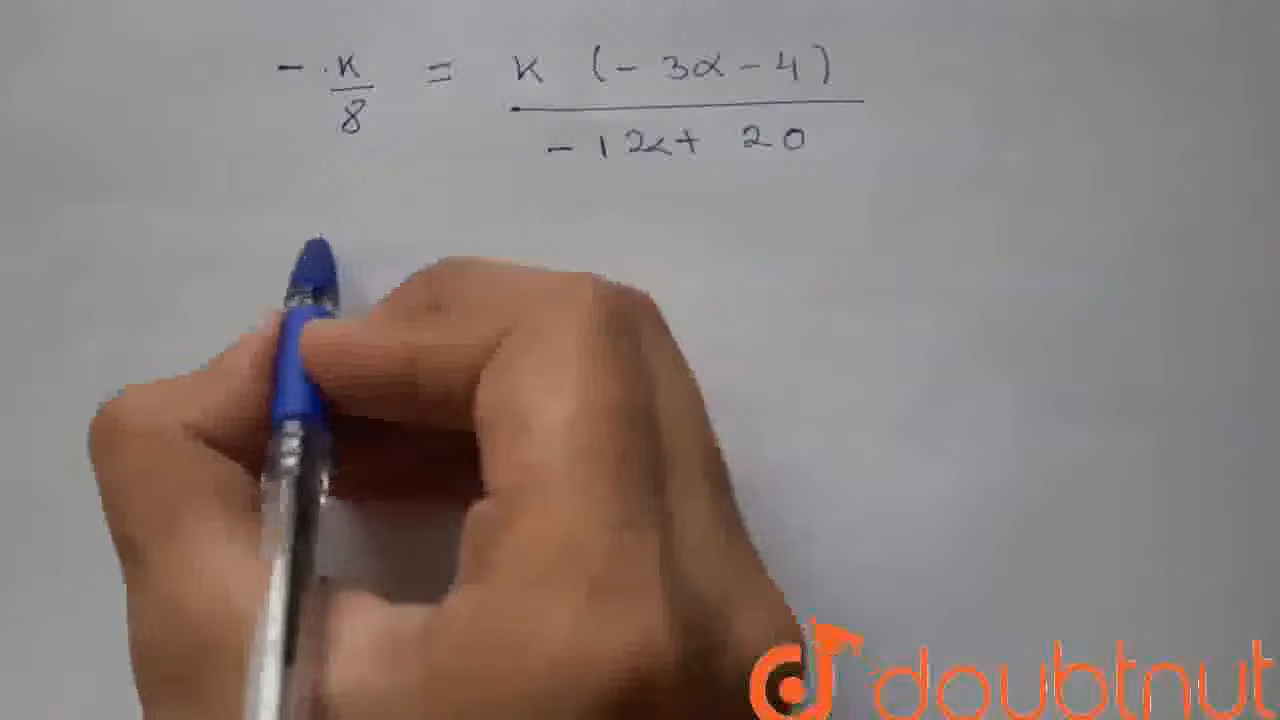 - k/8 = k (-3α - 4)
-12α + 20
doubtnut